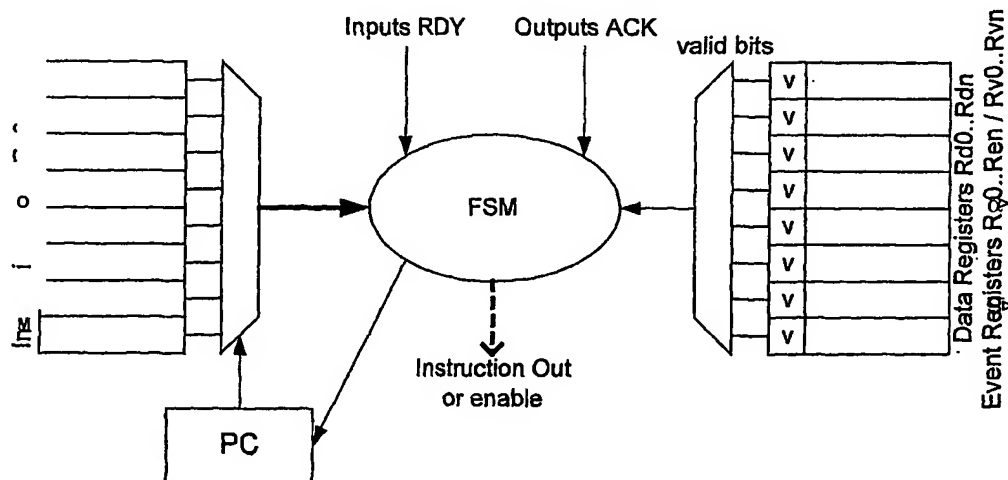 Inputs RDY
Outputs ACK
valid bits
V
V
V
V
V
V
V
V
FSM
Instruction Out
or enable
PC
Data Registers Rd0..Rdn
Event Registers Re0..Ren / Rv0..Rvn